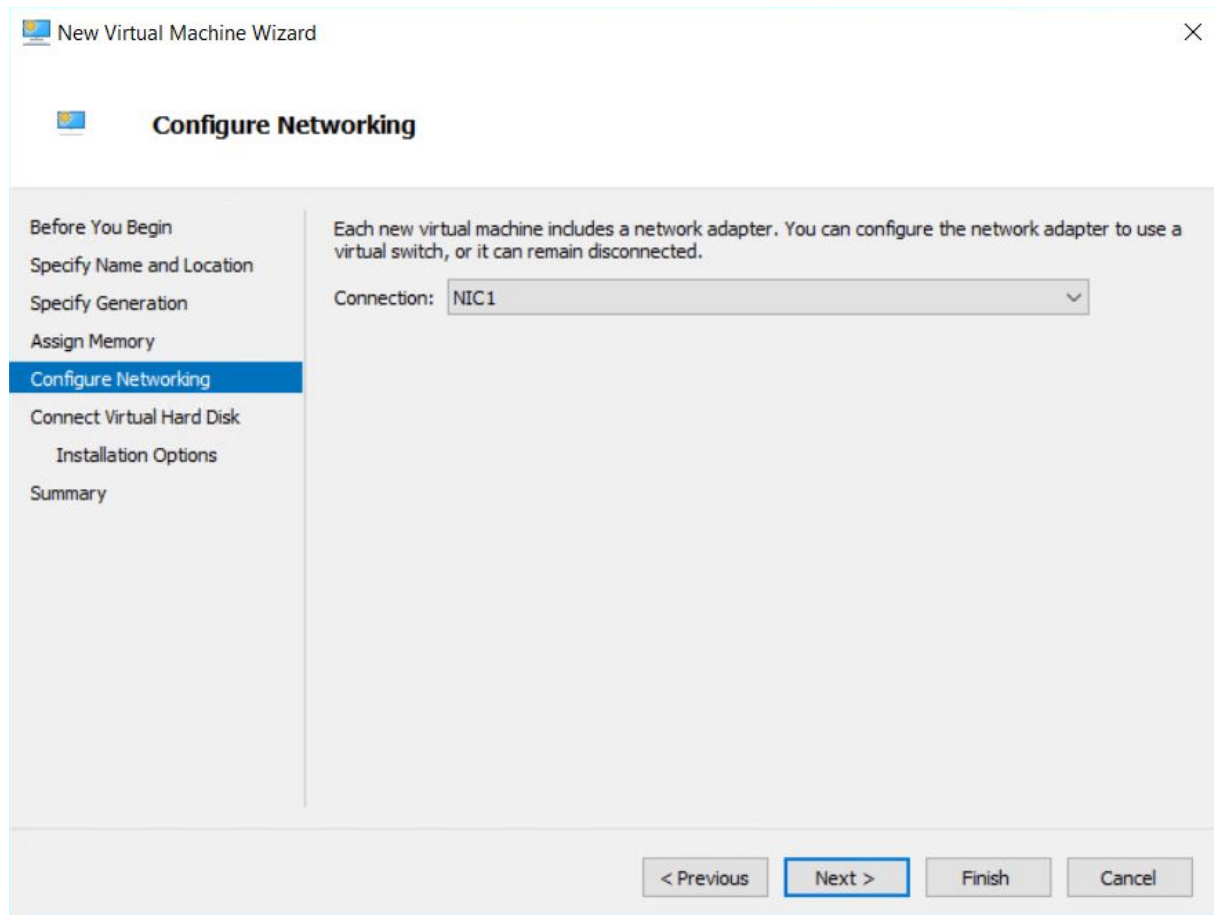 New Virtual Machine Wizard
Configure Networking
Before You Begin
Specify Name and Location
Specify Generation
Assign Memory
Configure Networking
Connect Virtual Hard Disk
Installation Options
Summary
Each new virtual machine includes a network adapter. You can configure the network adapter to use a
virtual switch, or it can remain disconnected.
Connection: NIC1
< Previous Next > Finish Cancel